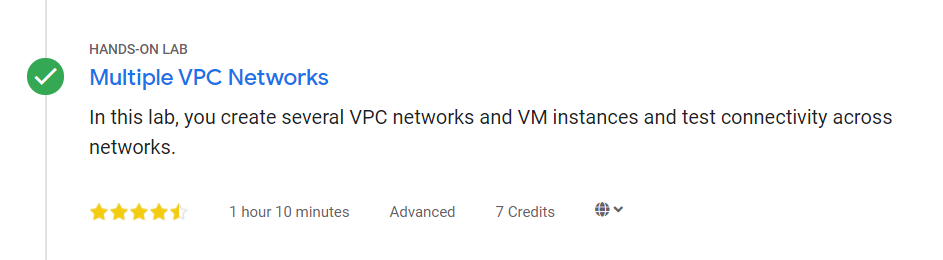 HANDS-ON LAB
Multiple VPC Networks
In this lab, you create several VPC networks and VM instances and test connectivity across
networks.
1 hour 10 minutes Advanced 7 Credits